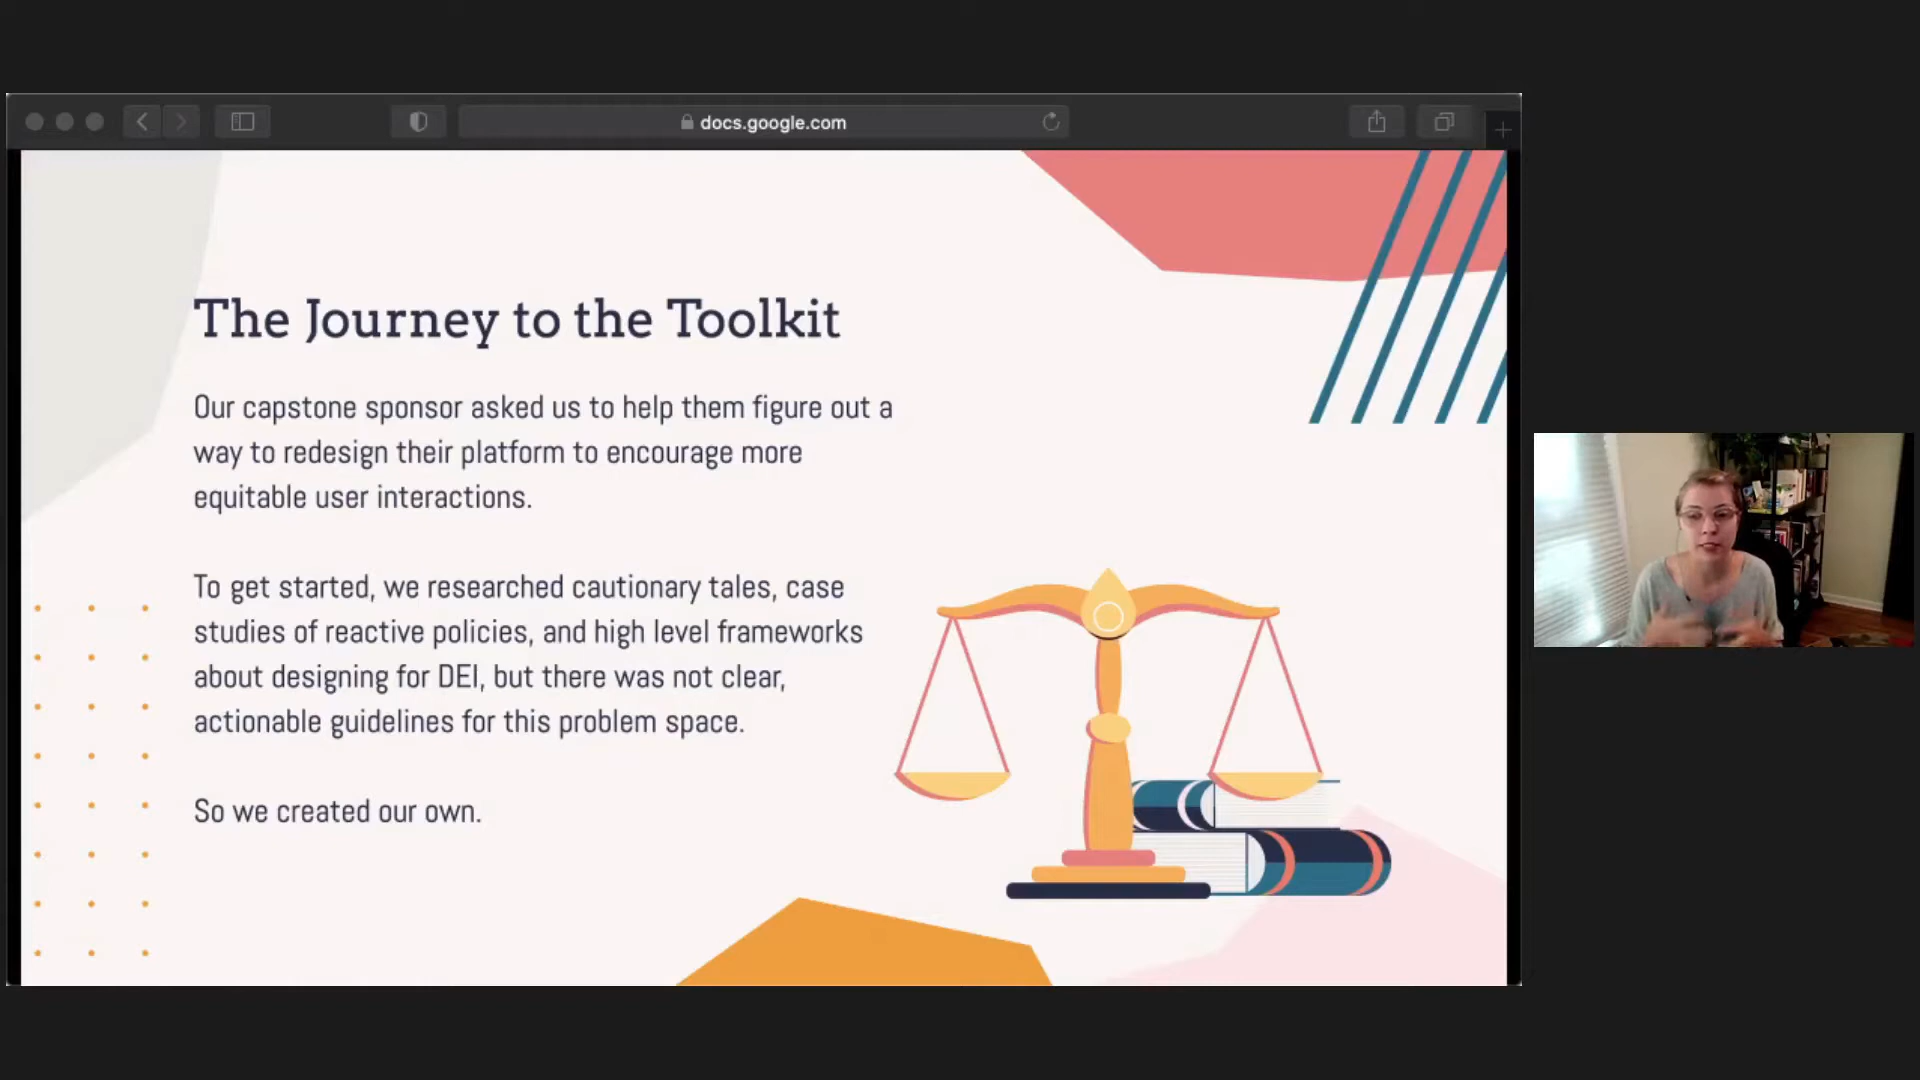 docs.google.com
The Journey to the Toolkit
Our capstone sponsor asked us to help them figure out a
way to redesign their platform to encourage more
equitable user interactions.
To get started, we researched cautionary tales, case
studies of reactive policies, and high level frameworks
about designing for DEI, but there was not clear,
actionable guidelines for this problem space.
So we created our own.